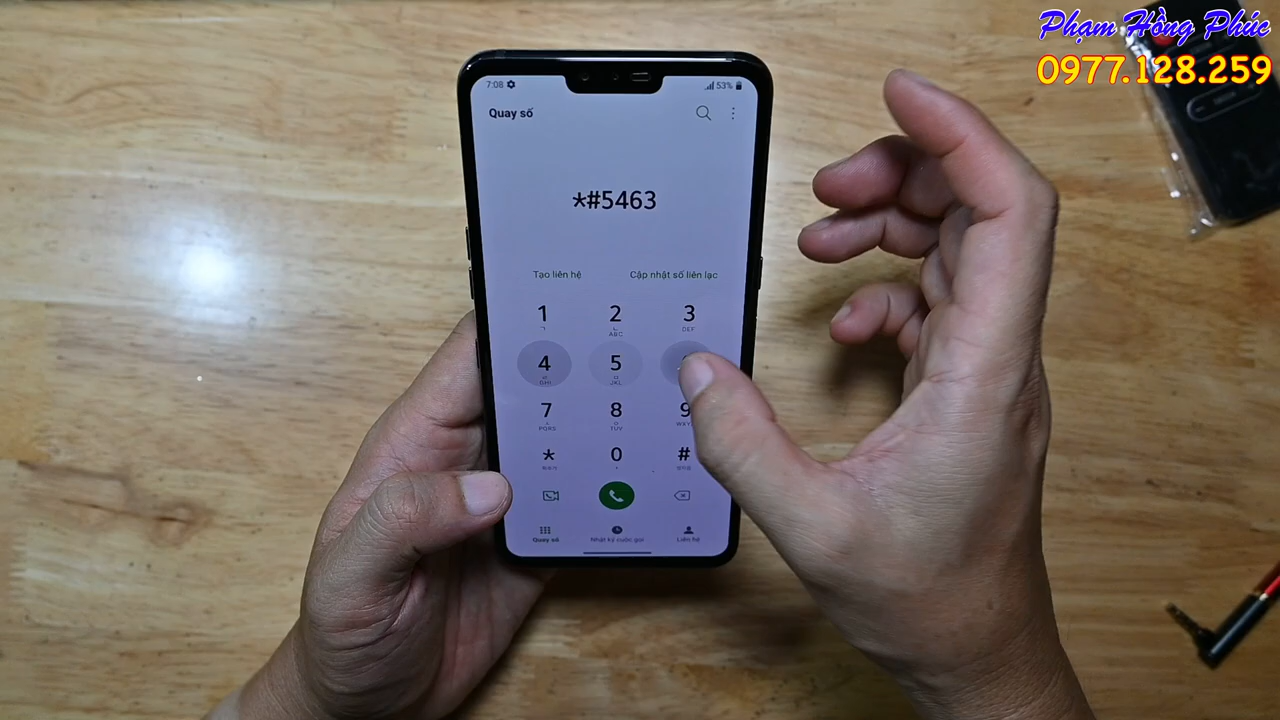 Phạm Hồng Phúc
0977.128.259
7:08
53%
Quay số
*#5463
Tạo liên hệ
Cập nhật số liên lạc
1 2 3
ABC DEF
4 5
GHI JKL
7 8 9
PQRS TUV WXYZ
* 0 #
+
Quay số
Nhật ký cuộc gọi
Liên hệ